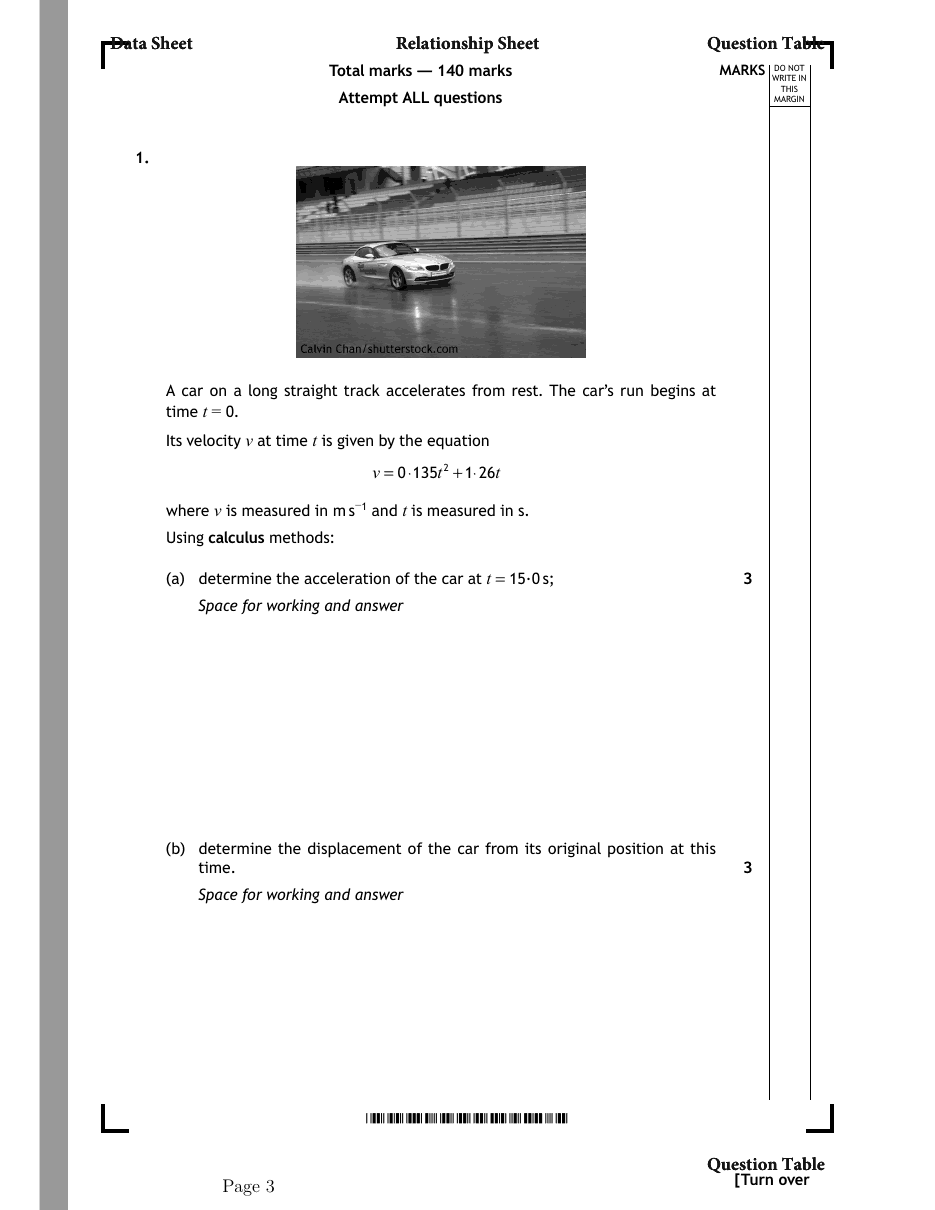 Data Sheet Relationship Sheet Question Table
Total marks — 140 marks MARKS
Attempt ALL questions
DO NOT
WRITE IN
THIS
MARGIN
1.
Calvin Chan/shutterstock.com
A car on a long straight track accelerates from rest. The car’s run begins at
time t = 0.
Its velocity v at time t is given by the equation
v = 0·135t² + 1·26t
where v is measured in m s⁻¹ and t is measured in s.
Using calculus methods:
(a) determine the acceleration of the car at t = 15·0 s; 3
Space for working and answer
(b) determine the displacement of the car from its original position at this
time. 3
Space for working and answer
Question Table
[Turn over
Page 3